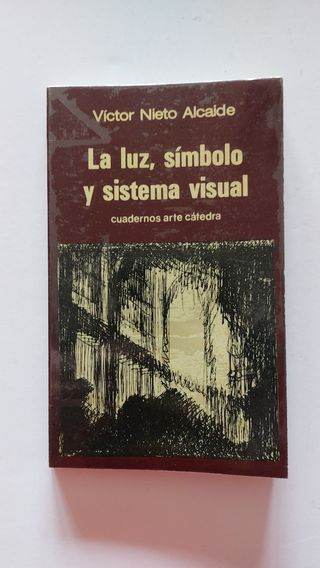 Víctor Nieto Alcaide
La luz, símbolo
y sistema visual
cuadernos arte cátedra